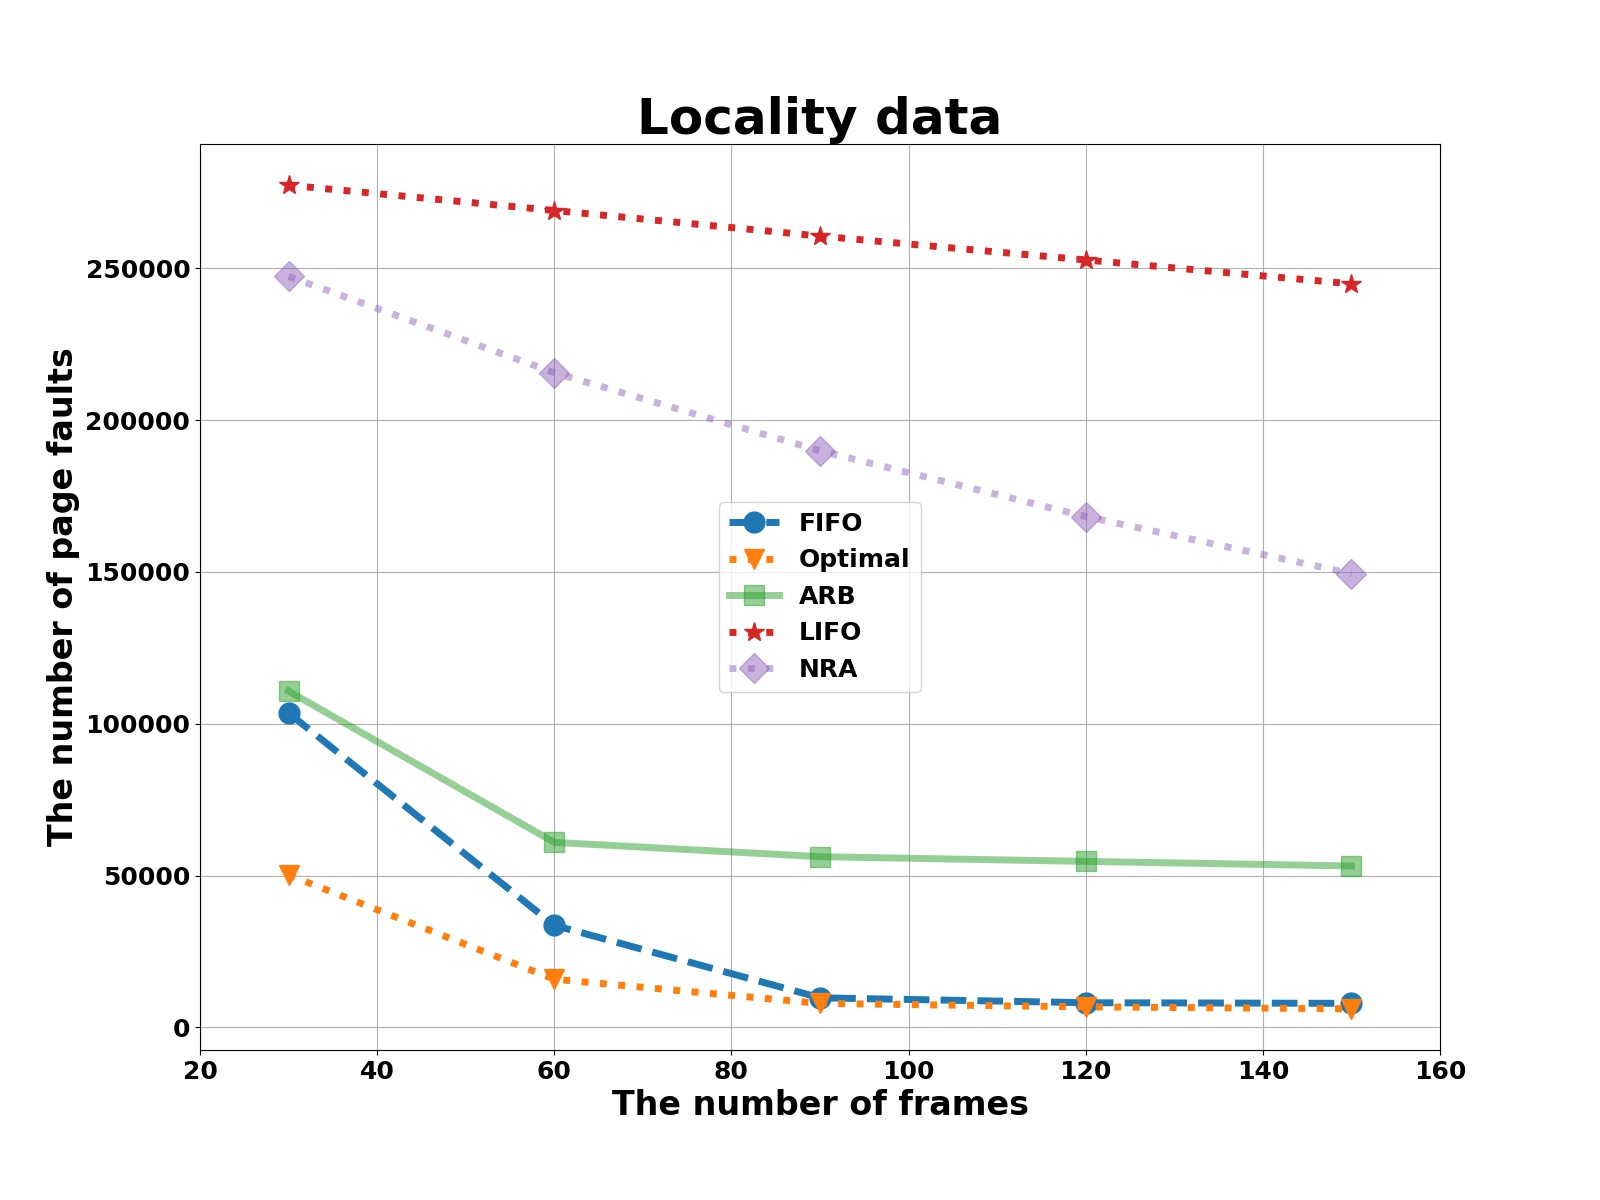 Locality data
The number of page faults
250000
200000
150000
100000
50000
0
FIFO
Optimal
ARB
LIFO
NRA
20 40 60 80 100 120 140 160
The number of frames